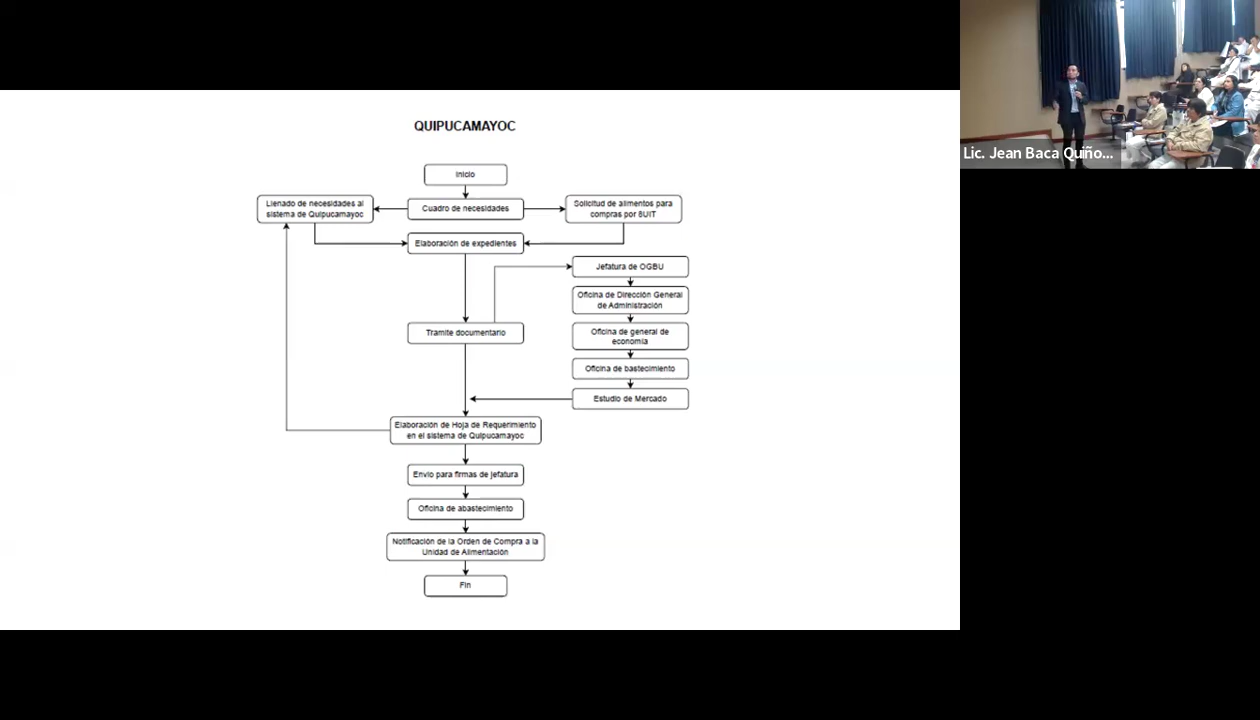 QUIPUCAMAYOC
Inicio
Llenado de necesidades al
sistema de Quipucamayoc
Cuadro de necesidades
Solicitud de alimentos para
compras por 8UIT
Elaboración de expedientes
Jefatura de OGBU
Oficina de Dirección General
de Administración
Tramite documentario
Oficina de general de
economía
Oficina de bastecimiento
Estudio de Mercado
Elaboración de Hoja de Requerimiento
en el sistema de Quipucamayoc
Envio para firmas de jefatura
Oficina de abastecimiento
Notificación de la Orden de Compra a la
Unidad de Alimentación
Fin
Lic. Jean Baca Quiño...